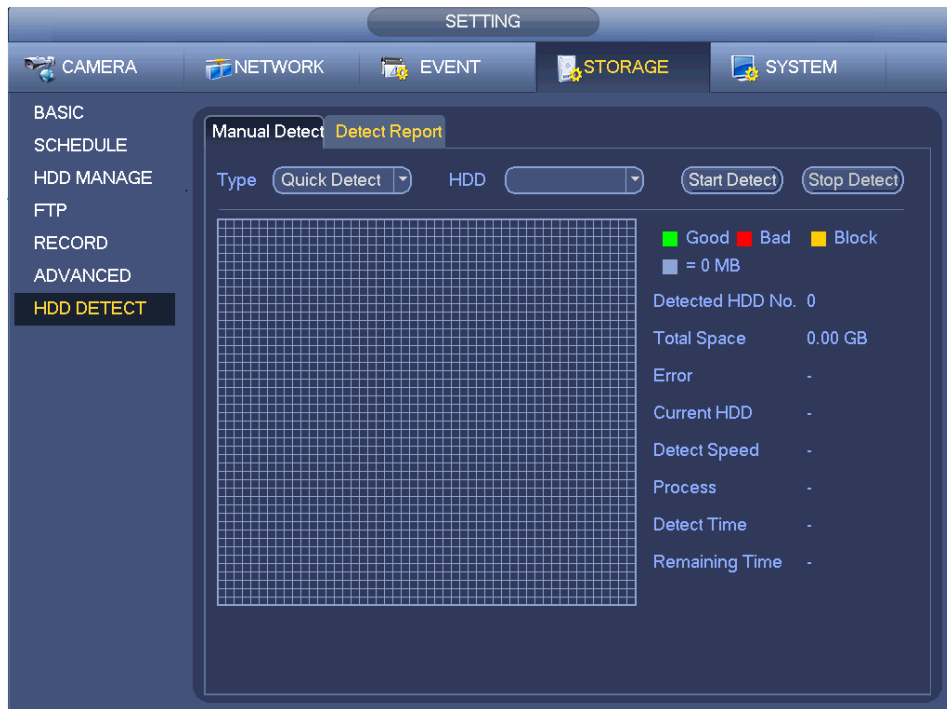 SETTING
CAMERA NETWORK EVENT STORAGE SYSTEM
BASIC
SCHEDULE
HDD MANAGE
FTP
RECORD
ADVANCED
HDD DETECT
Manual Detect Detect Report
Type Quick Detect HDD Start Detect Stop Detect
Good Bad Block
= 0 MB
Detected HDD No. 0
Total Space 0.00 GB
Error -
Current HDD -
Detect Speed -
Process -
Detect Time -
Remaining Time -